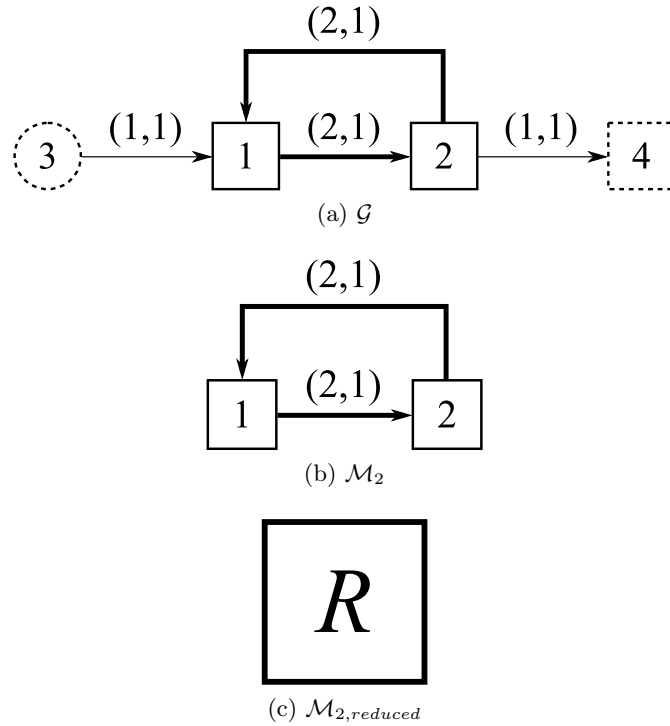 (2,1)
3 (1,1) 1 (2,1) 2 (1,1) 4
(a) 𝒢
(2,1)
1 (2,1) 2
(b) ℳ₂
R
(c) ℳ₂,reduced